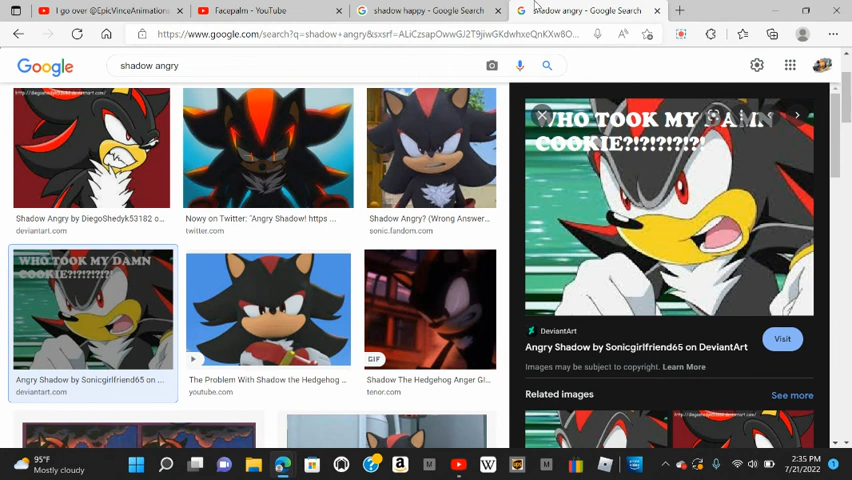 I go over @EpicVinceAnimations
Facepalm - YouTube
shadow happy - Google Search
shadow angry - Google Search
https://www.google.com/search?q=shadow+angry&sxsrf=ALiCzsapOwwGJ2T9jiwGKdwhxeQnKX9w8O...
Google
shadow angry
WHO TOOK MY DAMN
COOKIE?!?!?!?!?!
Shadow Angry by DiegoShedyk53182 o...
deviantart.com
Nowy on Twitter: "Angry Shadow! https ...
twitter.com
Shadow Angry? (Wrong Answer...
sonic.fandom.com
WHO TOOK MY DAMN
COOKIE?!?!?!?!?!
GIF
DeviantArt
Angry Shadow by Sonicgirlfriend65 on DeviantArt
Visit
Images may be subject to copyright. Learn More
Angry Shadow by Sonicgirlfriend65 on ...
deviantart.com
The Problem With Shadow the Hedgehog ...
youtube.com
Shadow The Hedgehog Anger GI...
tenor.com
Related images
See more
95°F
Mostly cloudy
2:35 PM
7/21/2022